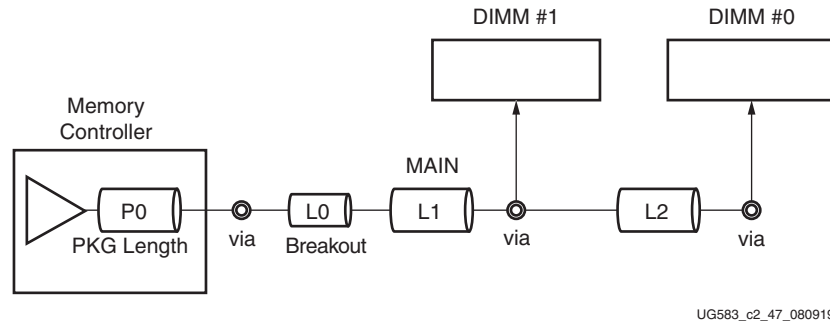 DIMM #1
DIMM #0
Memory
Controller
MAIN
P0
L0
L1
L2
PKG Length
via
Breakout
via
via
UG583_c2_47_080919